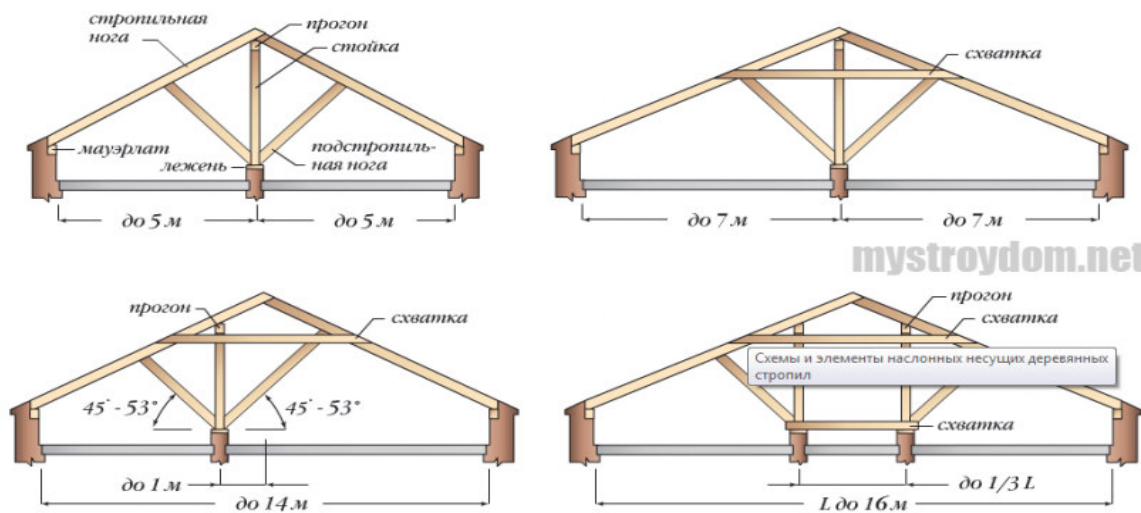 стропильная
нога
прогон
стойка
мауэрлат
лежень
подстропиль-
ная нога
до 5 м
до 5 м
схватка
до 7 м
до 7 м
mystroydom.net
прогон
схватка
45° - 53°
45° - 53°
до 1 м
до 14 м
прогон
схватка
Схемы и элементы наслонных несущих деревянных
стропил
схватка
до 1/3 L
L до 16 м